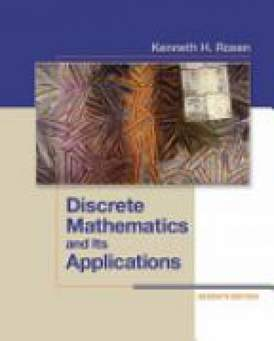 Kenneth H. Rosen
Discrete
Mathematics
and Its
Applications
SEVENTH EDITION